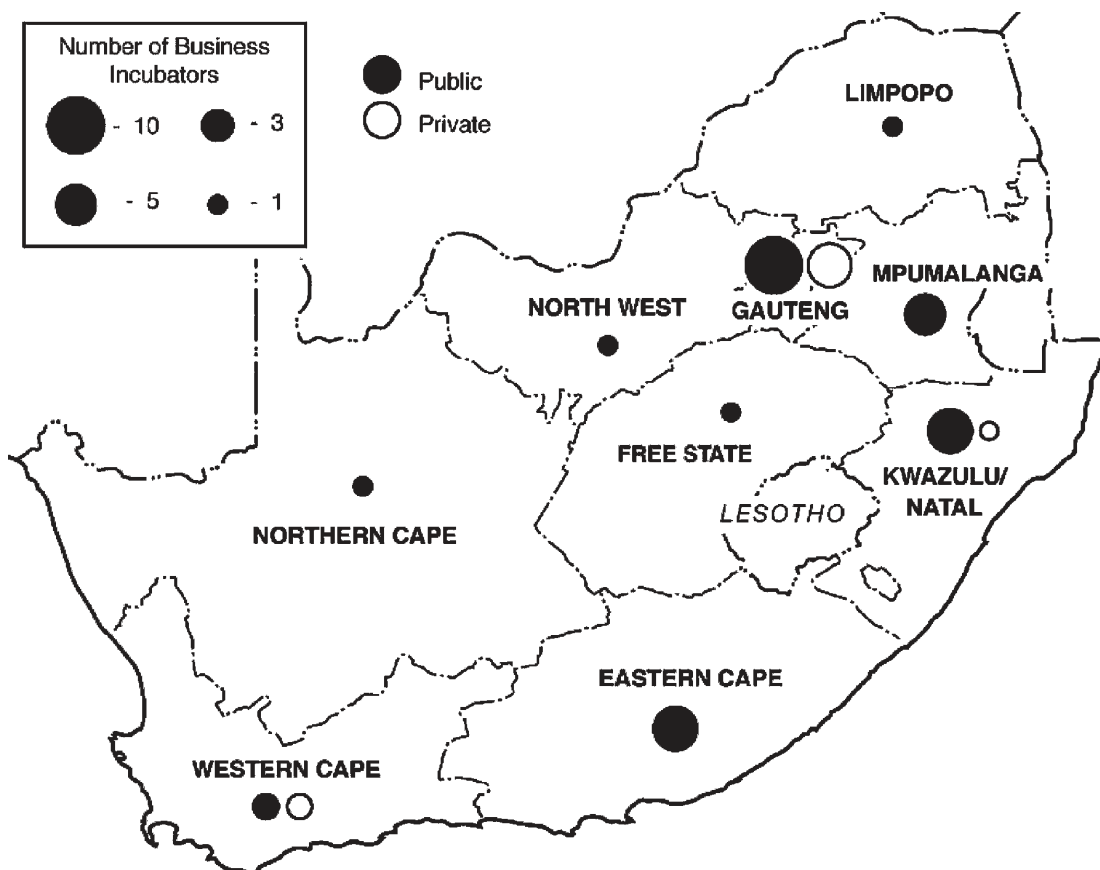 Number of Business
Incubators
- 10
- 3
- 5
- 1
Public
Private
LIMPOPO
MPUMALANGA
GAUTENG
NORTH WEST
FREE STATE
KWAZULU/
NATAL
LESOTHO
NORTHERN CAPE
EASTERN CAPE
WESTERN CAPE